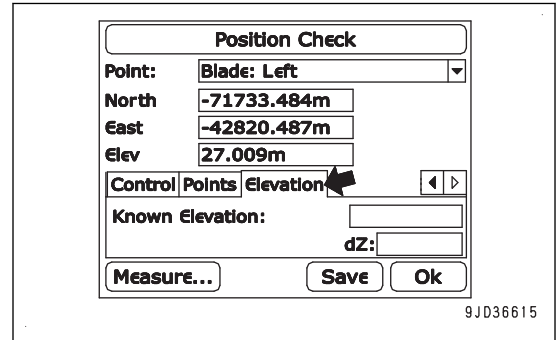 Position Check
Point: Blade: Left
North -71733.484m
East -42820.487m
Elev 27.009m
Control Points Elevation
Known Elevation:
dZ:
Measure... Save Ok
9JD36615